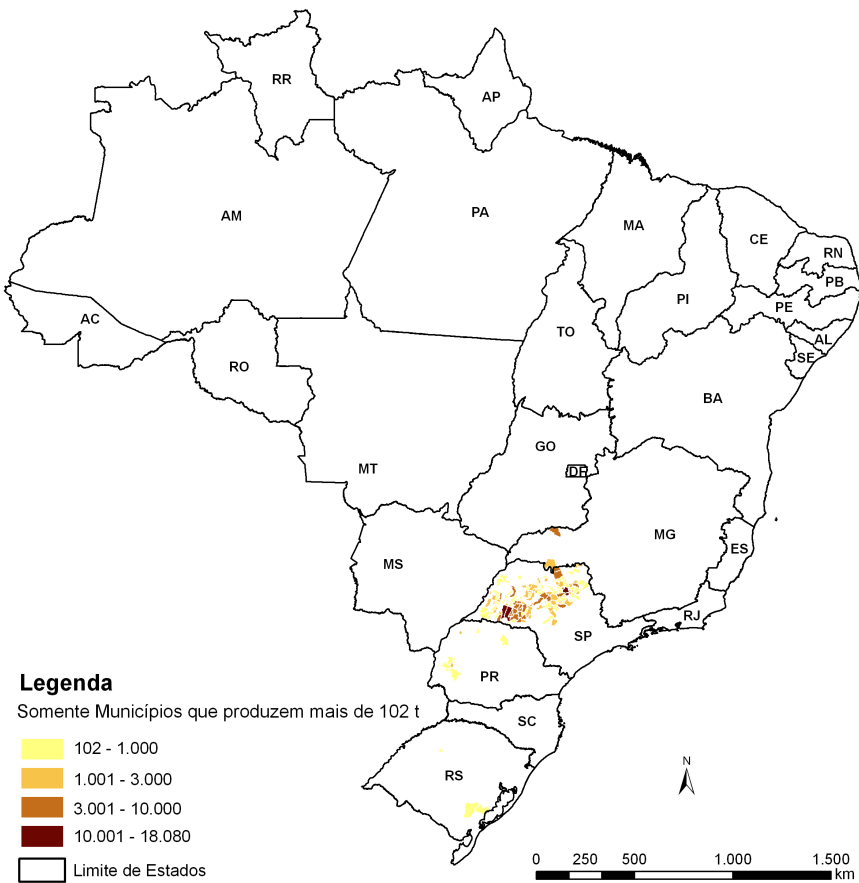 RR
AP
AM
PA
MA
CE
RN
PB
PE
PI
AC
TO
AL
SE
RO
BA
GO
DF
MT
MG
ES
MS
RJ
SP
PR
SC
RS
Legenda
Somente Municípios que produzem mais de 102 t
102 - 1.000
1.001 - 3.000
3.001 - 10.000
10.001 - 18.080
Limite de Estados
N
0 250 500 1.000 1.500
km